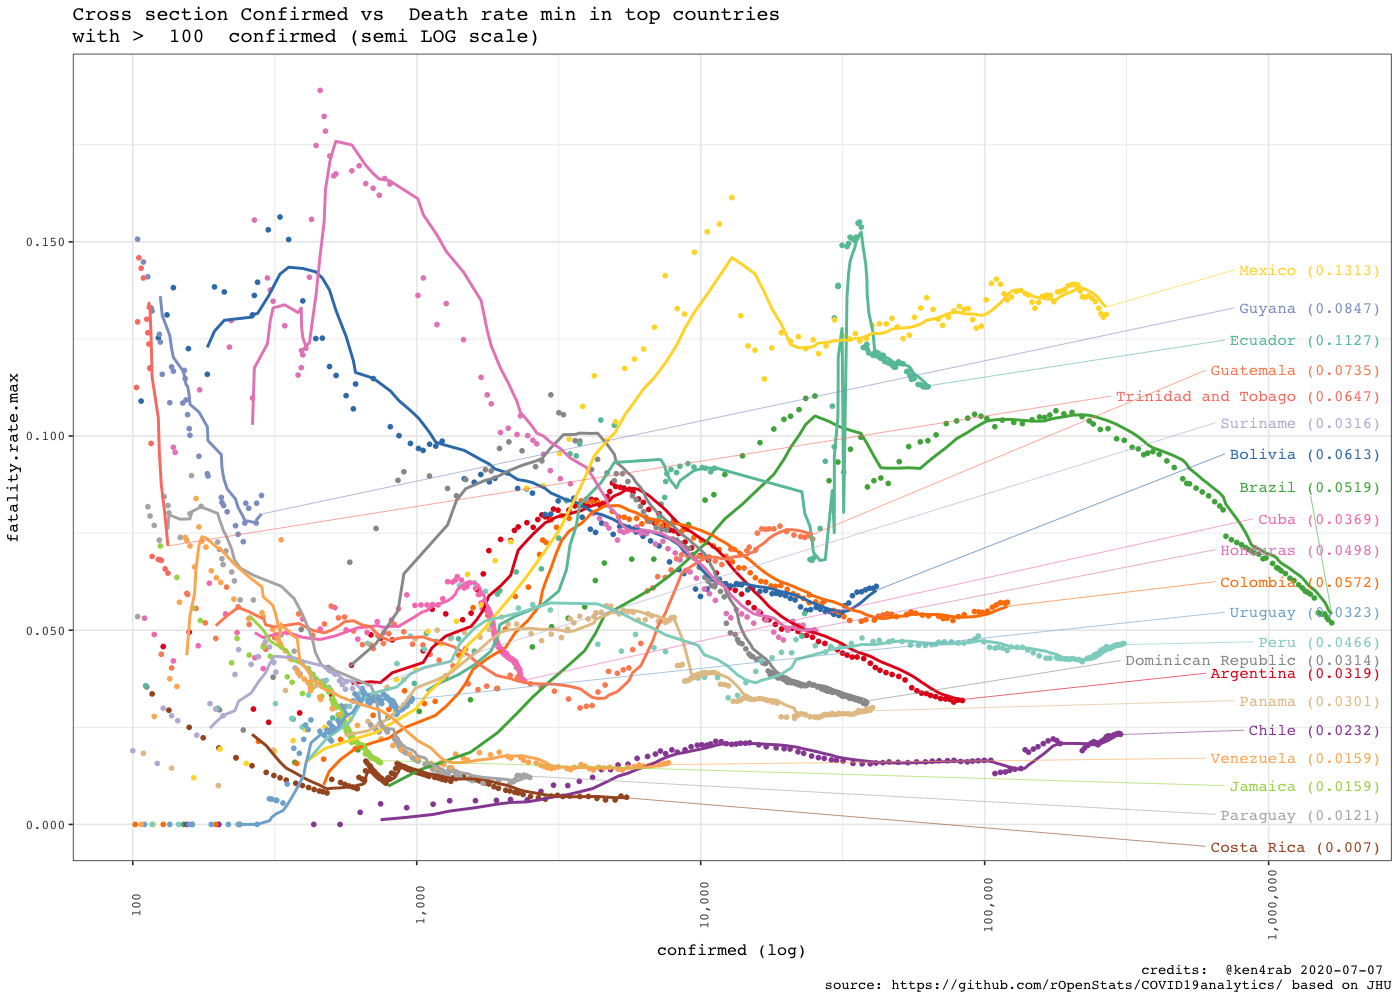 Cross section Confirmed vs  Death rate min in top countries
with >  100  confirmed (semi LOG scale)
fatality.rate.max
0.150
0.100
0.050
0.000
Mexico (0.1313)
Guyana (0.0847)
Ecuador (0.1127)
Guatemala (0.0735)
Trinidad and Tobago (0.0647)
Suriname (0.0316)
Bolivia (0.0613)
Brazil (0.0519)
Cuba (0.0369)
Honduras (0.0498)
Colombia (0.0572)
Uruguay (0.0323)
Peru (0.0466)
Dominican Republic (0.0314)
Argentina (0.0319)
Panama (0.0301)
Chile (0.0232)
Venezuela (0.0159)
Jamaica (0.0159)
Paraguay (0.0121)
Costa Rica (0.007)
100
1,000
10,000
100,000
1,000,000
confirmed (log)
credits:  @ken4rab 2020-07-07
source: https://github.com/rOpenStats/COVID19analytics/ based on JHU